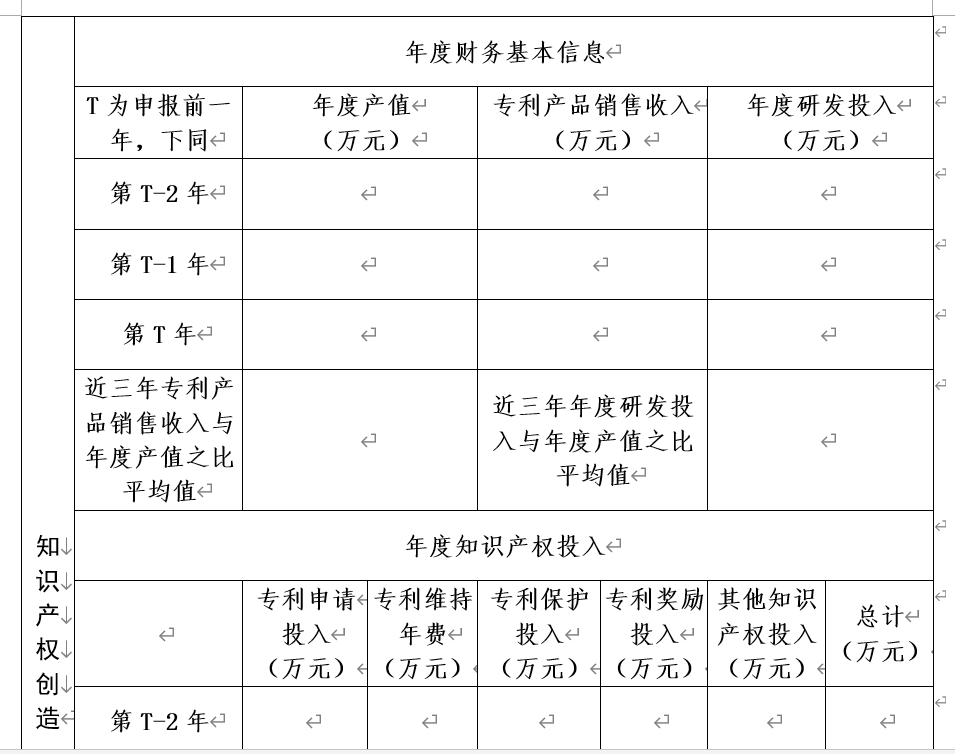 年度财务基本信息
T 为申报前一
年，下同
年度产值
（万元）
专利产品销售收入
（万元）
年度研发投入
（万元）
第 T-2 年
第 T-1 年
第 T 年
近三年专利产
品销售收入与
年度产值之比
平均值
近三年年度研发投
入与年度产值之比
平均值
年度知识产权投入
专利申请
投入
（万元）
专利维持
年费
（万元）
专利保护
投入
（万元）
专利奖励
投入
（万元）
其他知识
产权投入
（万元）
总计
（万元）
第 T-2 年
知
识
产
权
创
造